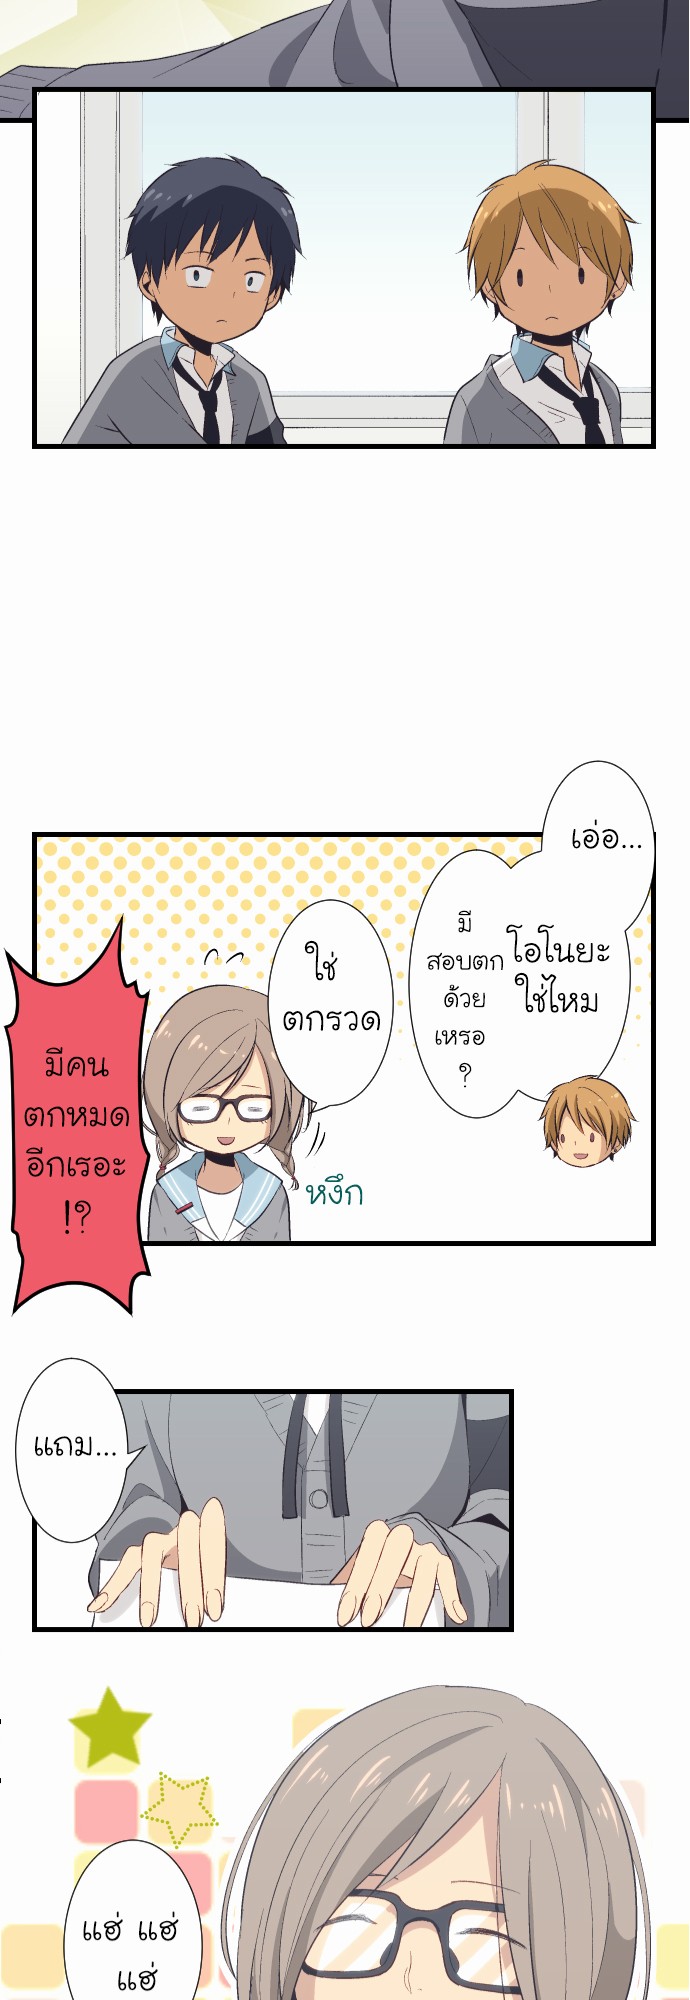 เอ่อ...
โอโนยะ
ใช่ไหม
มี
สอบตก
ด้วย
เหรอ
?
ใช่
ตกรวด
หงึก
มีคน
ตกหมด
อีกเรอะ
!?
แถม...
แฮ่ แฮ่
แฮ่